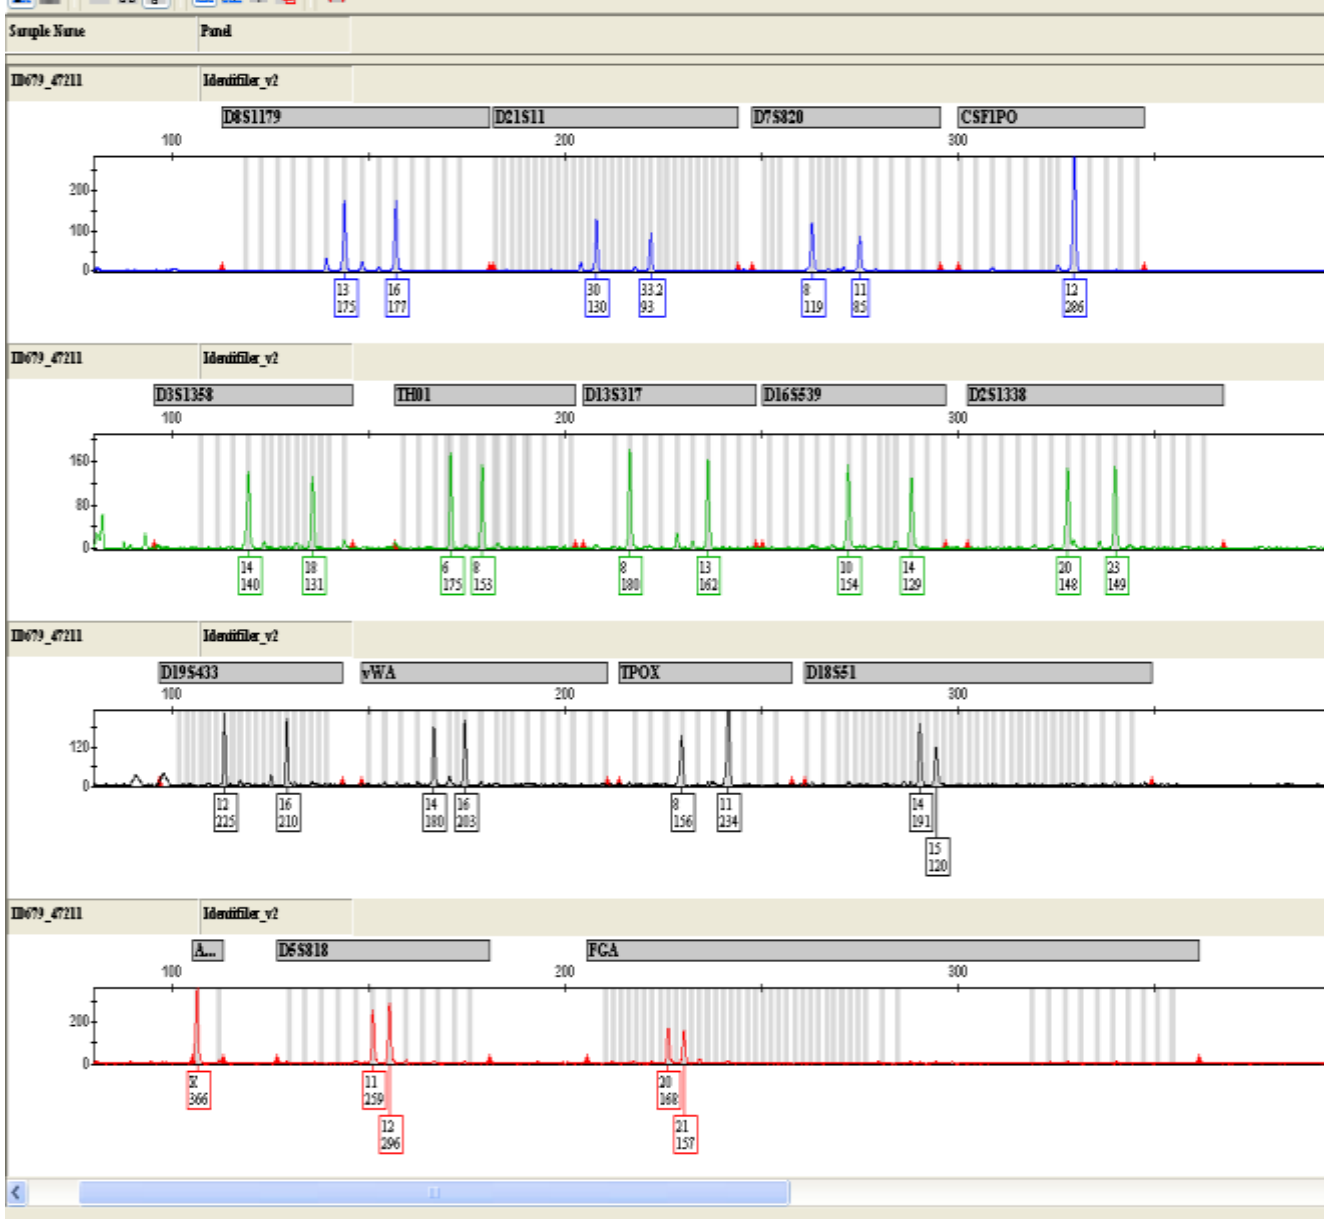 Sample Name Panel
ID679_47211 Identifiler_v2
D8S1179 D21S11 D7S820 CSF1PO
100 200 300
200
100
0
13 16 30 33.2 8 11 12
175 177 130 93 119 85 286
ID679_47211 Identifiler_v2
D3S1358 TH01 D13S317 D16S539 D2S1338
100 200 300
160
80
0
14 18 6 8 8 13 10 14 20 23
140 131 175 153 180 162 154 129 148 149
ID679_47211 Identifiler_v2
D19S433 vWA TPOX D18S51
100 200 300
120
0
12 16 14 16 8 11 14
225 210 180 203 156 234 191
15
120
ID679_47211 Identifiler_v2
A... D5S818 FGA
100 200 300
200
0
X 11 20
366 259 168
12 21
296 157